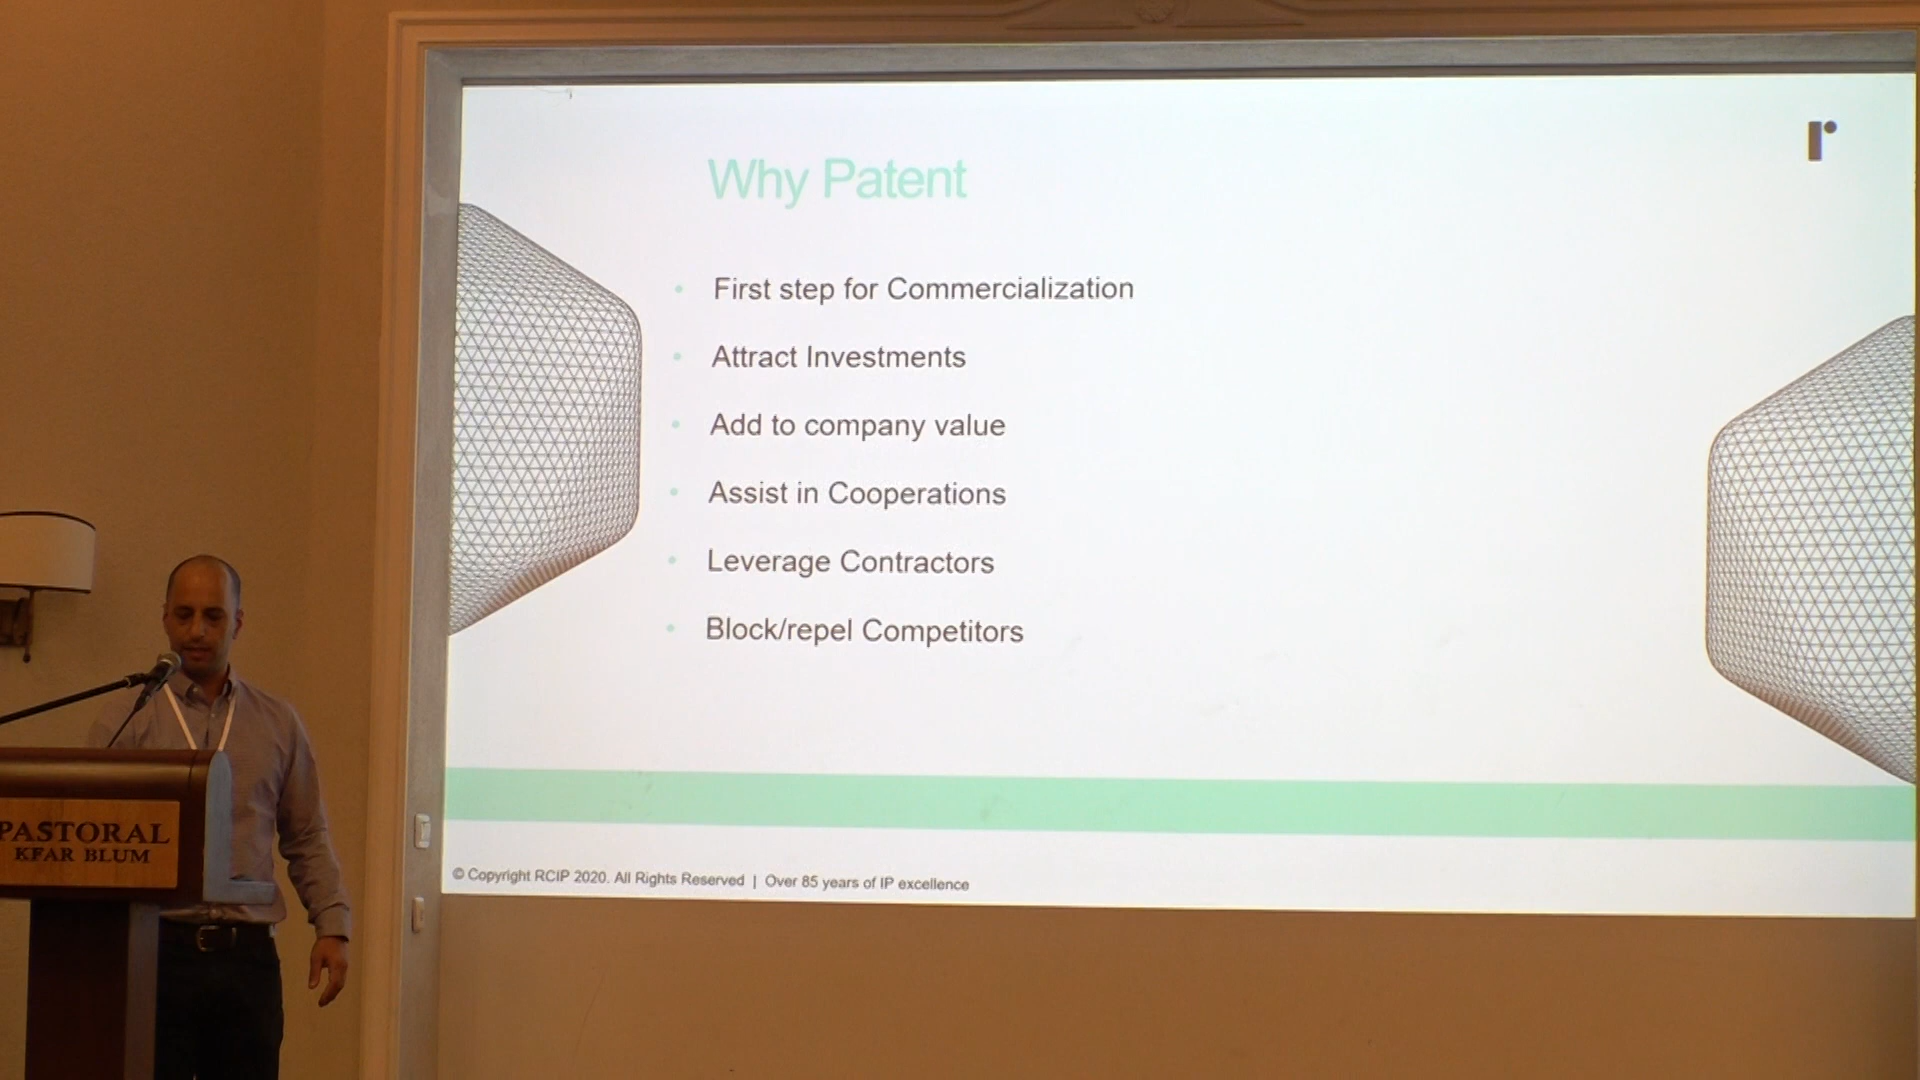 r
Why Patent
• First step for Commercialization
• Attract Investments
• Add to company value
• Assist in Cooperations
• Leverage Contractors
• Block/repel Competitors
© Copyright RCIP 2020. All Rights Reserved | Over 85 years of IP excellence
PASTORAL
KFAR BLUM